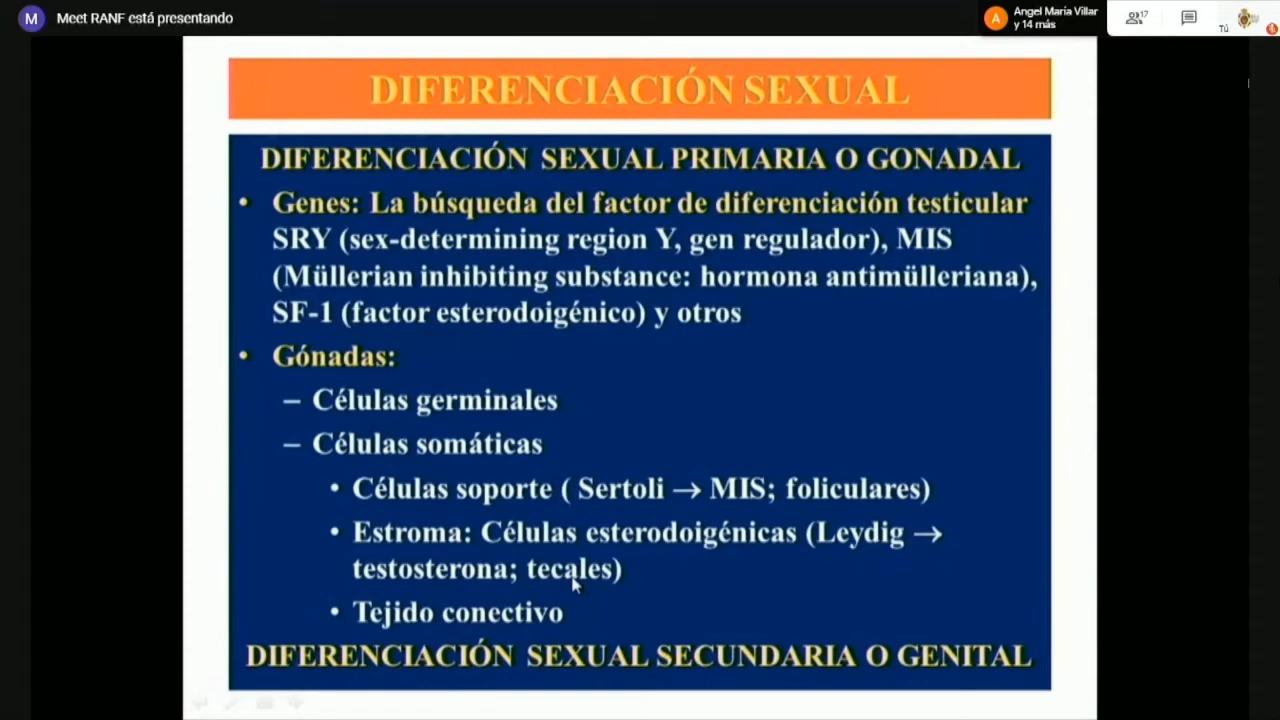 M Meet RANF está presentando
A Angel María Villar
y 14 más
17
Tú
DIFERENCIACIÓN SEXUAL
DIFERENCIACIÓN SEXUAL PRIMARIA O GONADAL
• Genes: La búsqueda del factor de diferenciación testicular
SRY (sex-determining region Y, gen regulador), MIS
(Müllerian inhibiting substance: hormona antimülleriana),
SF-1 (factor esterodoigénico) y otros
• Gónadas:
– Células germinales
– Células somáticas
• Células soporte ( Sertoli → MIS; foliculares)
• Estroma: Células esterodoigénicas (Leydig →
testosterona; tecales)
• Tejido conectivo
DIFERENCIACIÓN SEXUAL SECUNDARIA O GENITAL